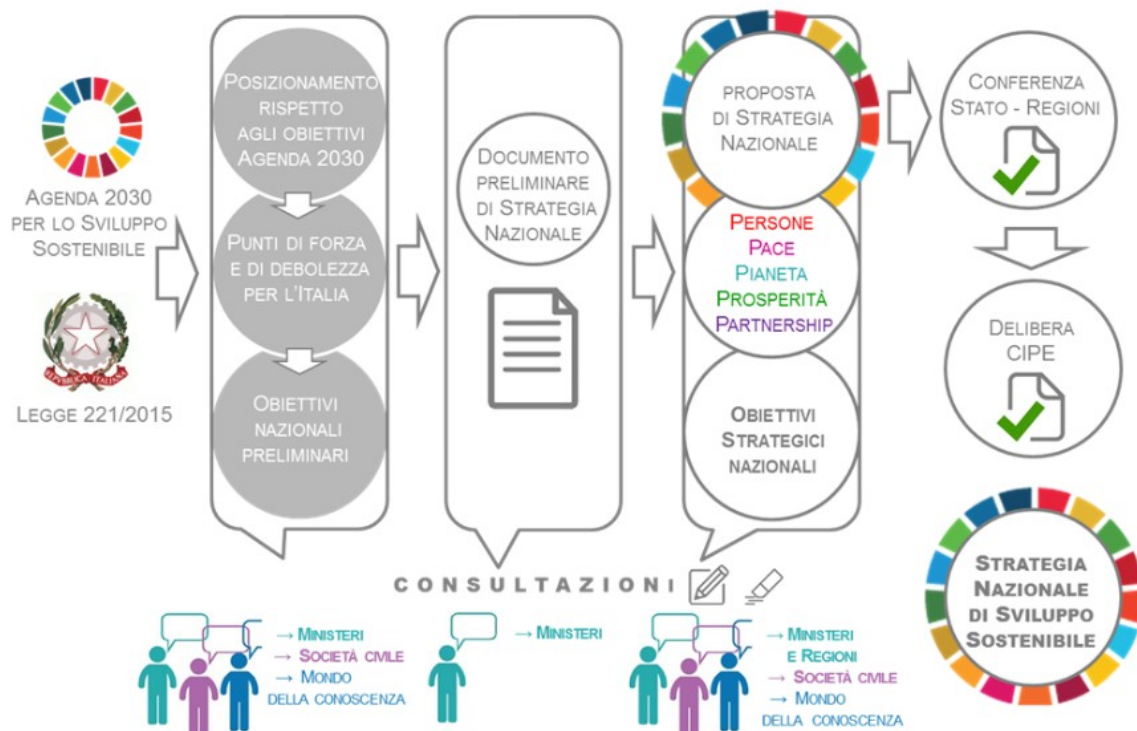 AGENDA 2030
PER LO SVILUPPO
SOSTENIBILE
REPVBBLICA ITALIANA
LEGGE 221/2015
POSIZIONAMENTO
RISPETTO
AGLI OBIETTIVI
AGENDA 2030
PUNTI DI FORZA
E DI DEBOLEZZA
PER L'ITALIA
OBIETTIVI
NAZIONALI
PRELIMINARI
DOCUMENTO
PRELIMINARE
DI STRATEGIA
NAZIONALE
PROPOSTA
DI STRATEGIA
NAZIONALE
PERSONE
PACE
PIANETA
PROSPERITÀ
PARTNERSHIP
OBIETTIVI
STRATEGICI
NAZIONALI
CONFERENZA
STATO - REGIONI
DELIBERA
CIPE
STRATEGIA
NAZIONALE
DI SVILUPPO
SOSTENIBILE
CONSULTAZIONI
→ MINISTERI
→ SOCIETÀ CIVILE
→ MONDO
DELLA CONOSCENZA
→ MINISTERI
→ MINISTERI
E REGIONI
→ SOCIETÀ CIVILE
→ MONDO
DELLA CONOSCENZA